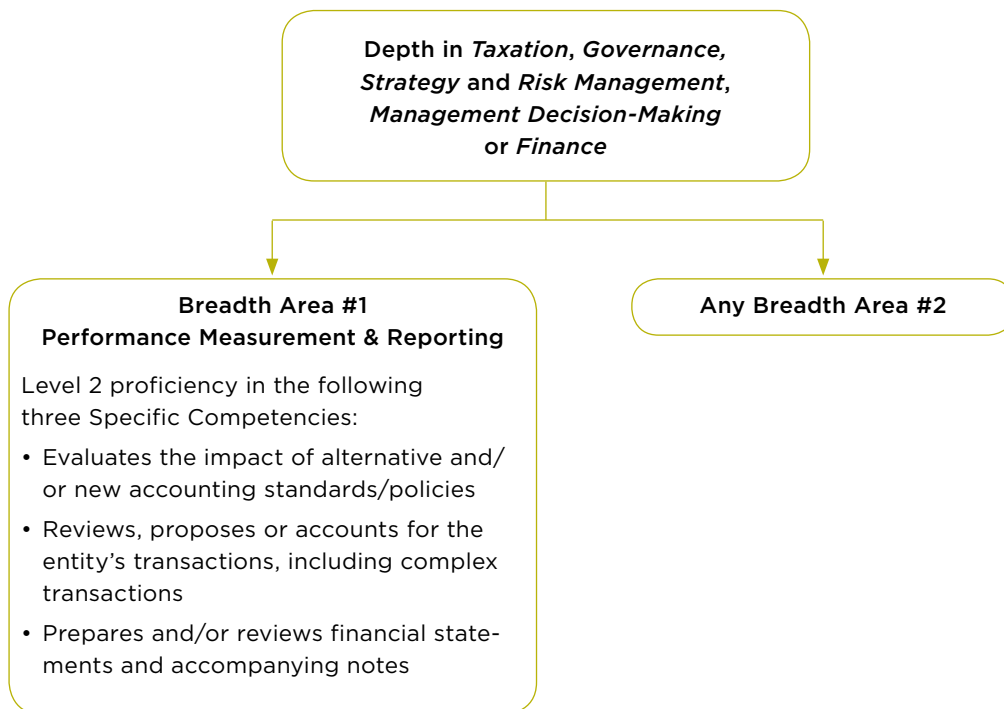 Depth in Taxation, Governance,
Strategy and Risk Management,
Management Decision-Making
or Finance
Breadth Area #1
Performance Measurement & Reporting
Level 2 proficiency in the following
three Specific Competencies:
• Evaluates the impact of alternative and/
or new accounting standards/policies
• Reviews, proposes or accounts for the
entity's transactions, including complex
transactions
• Prepares and/or reviews financial state-
ments and accompanying notes
Any Breadth Area #2